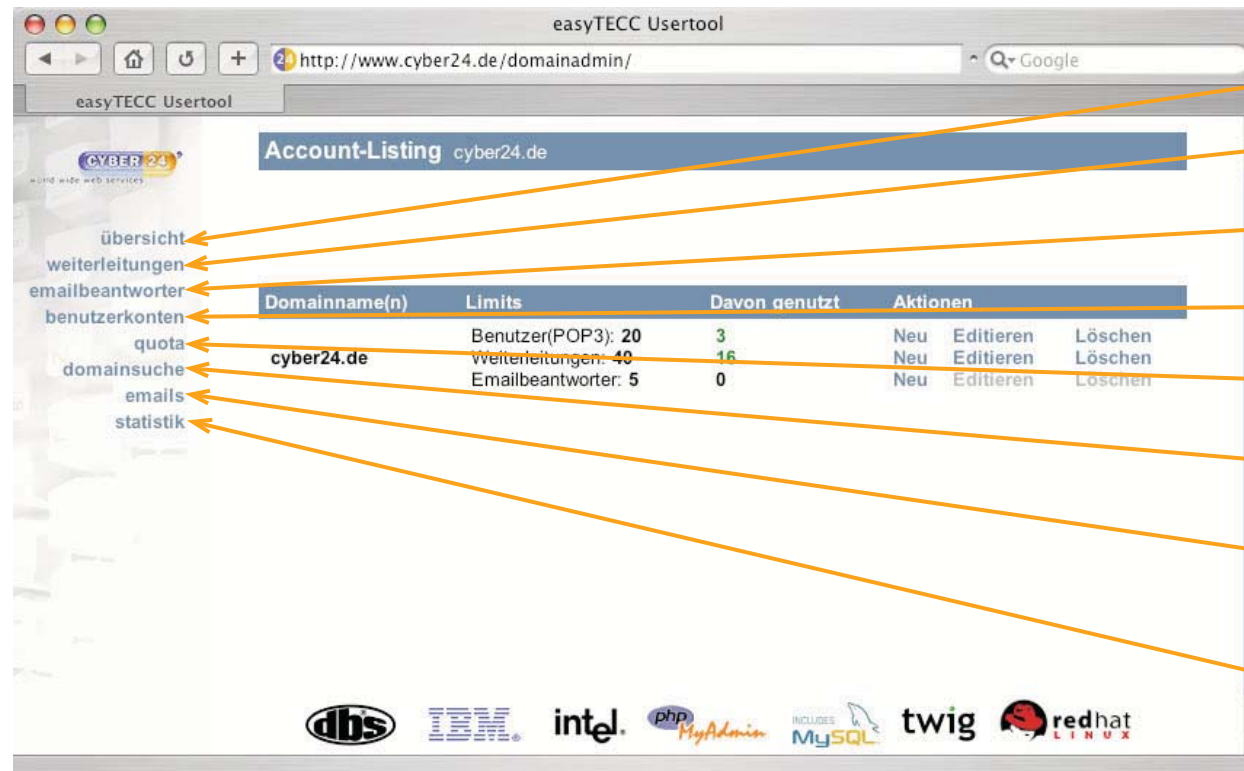 easyTECC Usertool
http://www.cyber24.de/domainadmin/
Google
easyTECC Usertool
CYBER 24
world wide web services
Account-Listing cyber24.de
übersicht
weiterleitungen
emailbeantworter
benutzerkonten
quota
domainsuche
emails
statistik
Domainname(n) Limits Davon genutzt Aktionen
Benutzer(POP3): 20 3 Neu Editieren Löschen
cyber24.de Weiterleitungen: 40 16 Neu Editieren Löschen
Emailbeantworter: 5 0 Neu Editieren Löschen
dbs IBM intel. php MyAdmin INCLUDES MySQL twig redhat LINUX